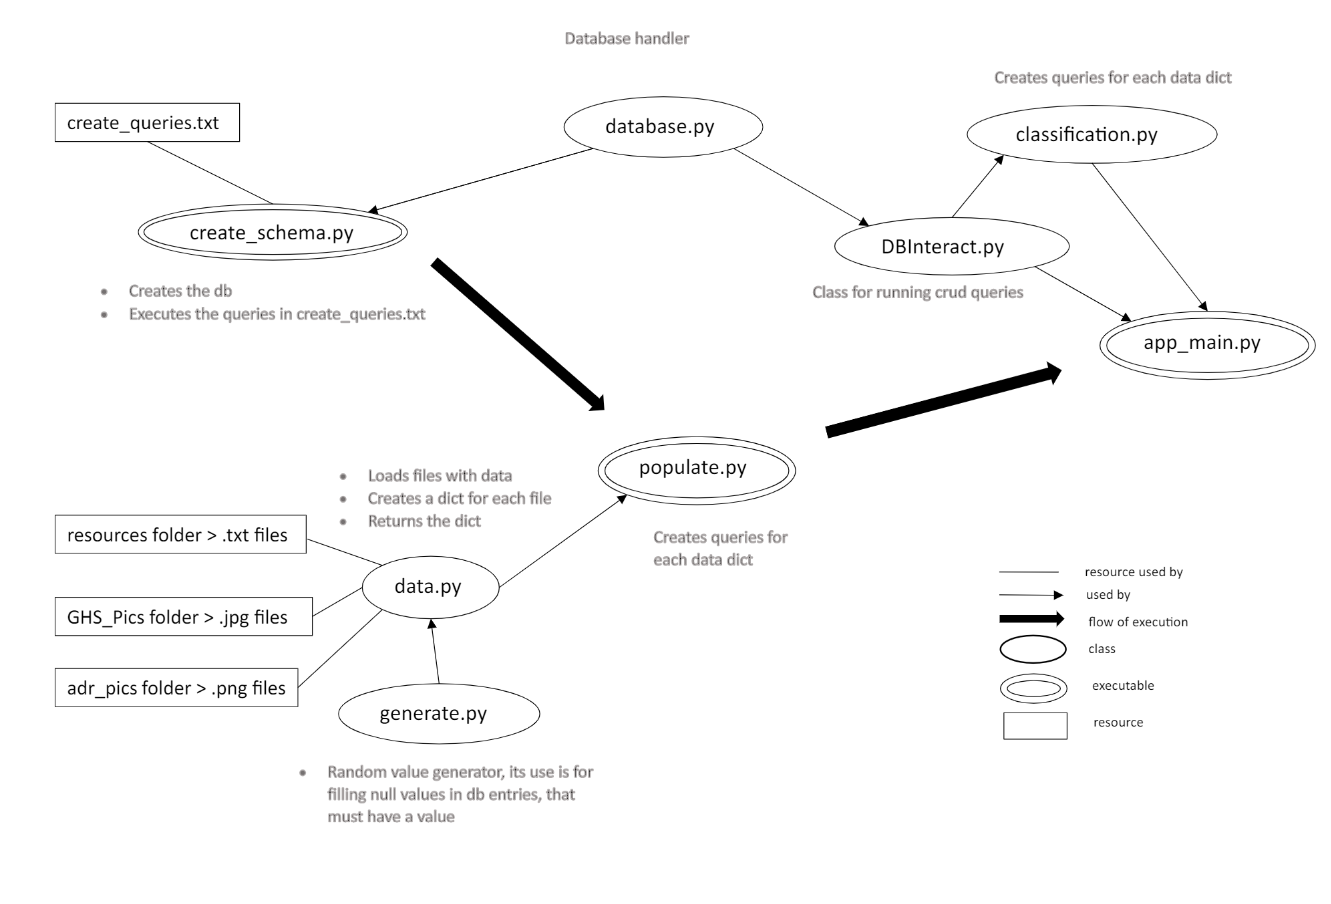 Database handler
Creates queries for each data dict
create_queries.txt
database.py
classification.py
create_schema.py
DBInteract.py
• Creates the db
• Executes the queries in create_queries.txt
Class for running crud queries
app_main.py
populate.py
• Loads files with data
• Creates a dict for each file
• Returns the dict
Creates queries for
each data dict
resources folder > .txt files
data.py
GHS_Pics folder > .jpg files
adr_pics folder > .png files
generate.py
• Random value generator, its use is for
filling null values in db entries, that
must have a value
resource used by
used by
flow of execution
class
executable
resource